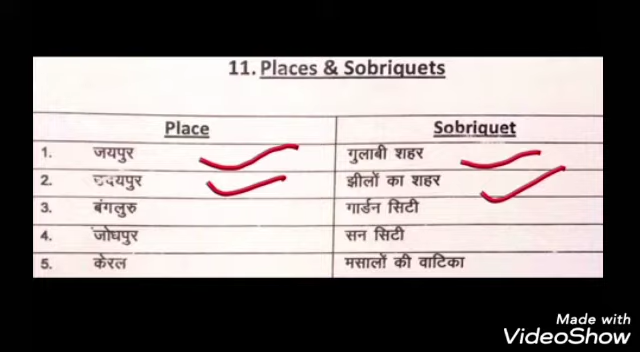 11. Places & Sobriquets
Place Sobriquet
1. जयपुर गुलाबी शहर
2. उदयपुर झीलों का शहर
3. बंगलुरु गार्डन सिटी
4. जोधपुर सन सिटी
5. केरल मसालों की वाटिका
Made with
VideoShow